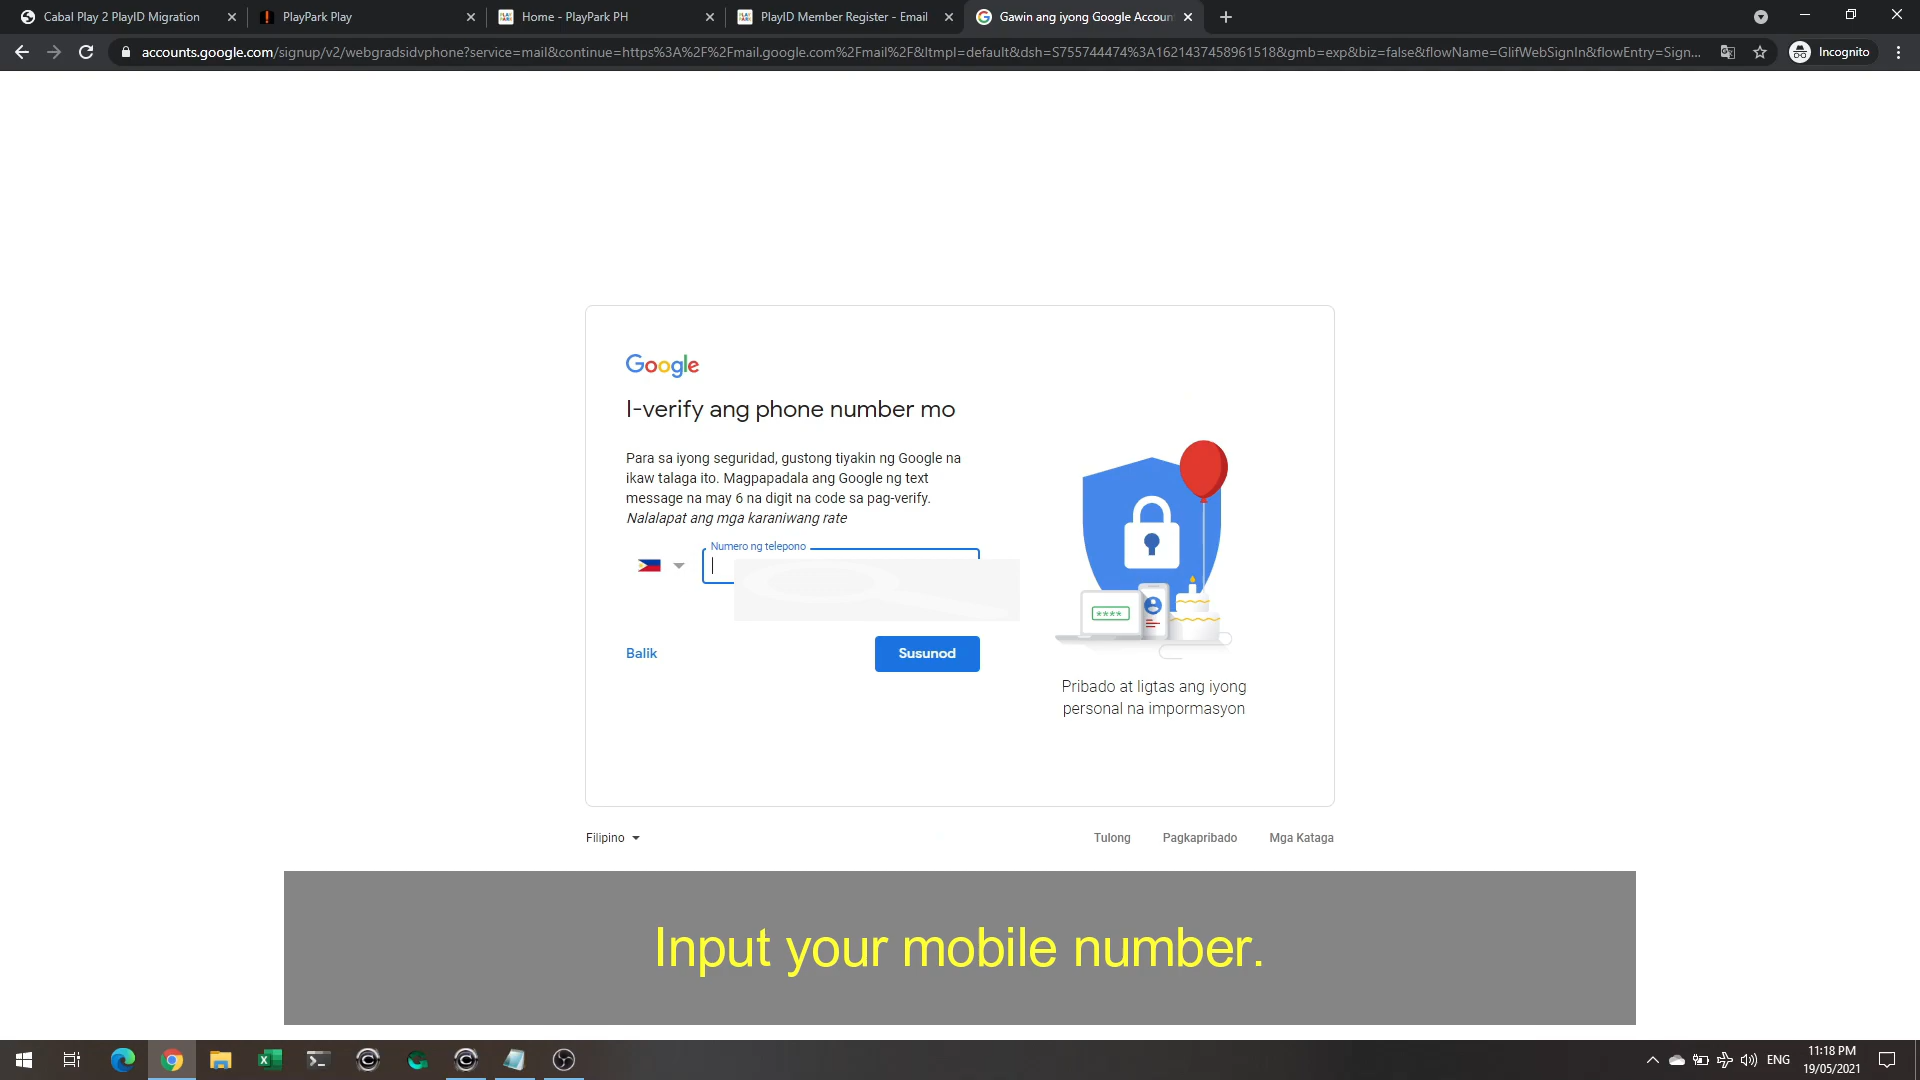 Cabal Play 2 PlayID Migration
PlayPark Play
Home - PlayPark PH
PlayID Member Register - Email
Gawin ang iyong Google Accoun
accounts.google.com/signup/v2/webgradsidvphone?service=mail&continue=https%3A%2F%2Fmail.google.com%2Fmail%2F&ltmpl=default&dsh=S755744474%3A1621437458961518&gmb=exp&biz=false&flowName=GlifWebSignIn&flowEntry=Sign...
Incognito
Google
I-verify ang phone number mo
Para sa iyong seguridad, gustong tiyakin ng Google na
ikaw talaga ito. Magpapadala ang Google ng text
message na may 6 na digit na code sa pag-verify.
Nalalapat ang mga karaniwang rate
Numero ng telepono
****
Balik
Susunod
Pribado at ligtas ang iyong
personal na impormasyon
Filipino
Tulong
Pagkapribado
Mga Kataga
Input your mobile number.
ENG
11:18 PM
19/05/2021